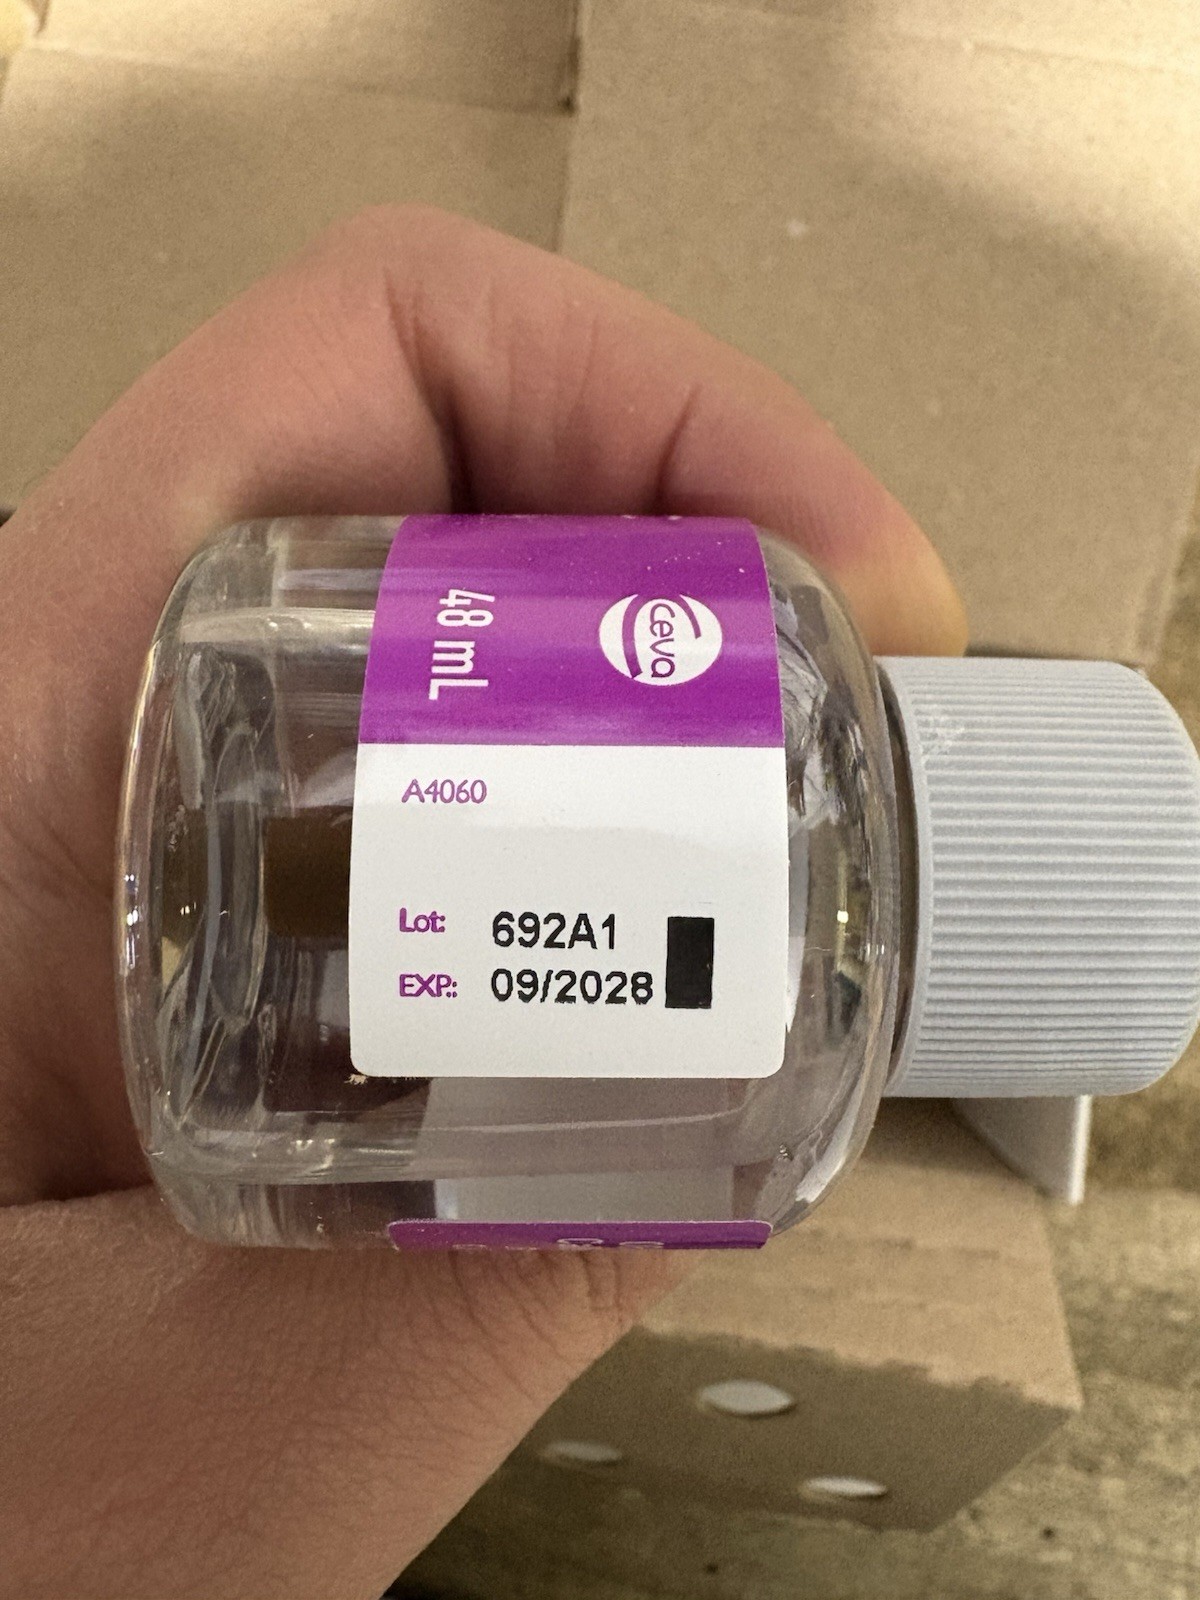 48 mL
ceva
A4060
Lot: 692A1
EXP.: 09/2028